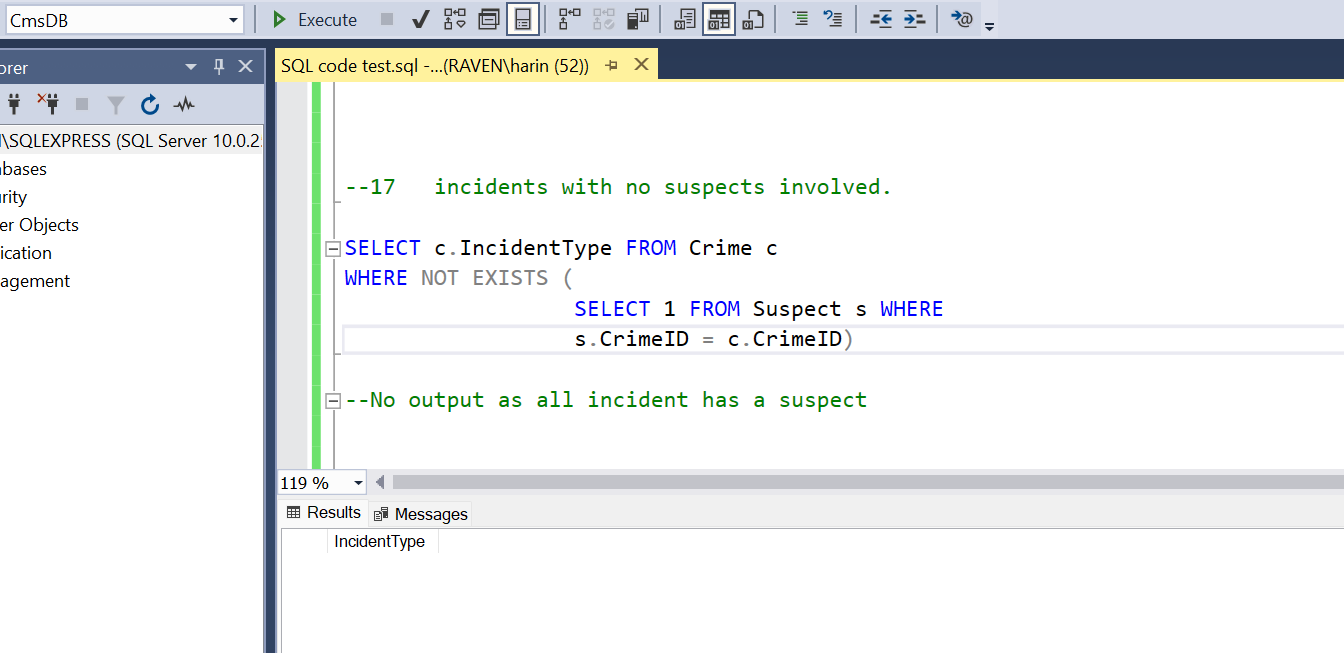 CmsDB
Execute
orer
SQL code test.sql -...(RAVEN\harin (52))
\SQLEXPRESS (SQL Server 10.0.2
bases
rity
er Objects
ication
agement
--17   incidents with no suspects involved.
SELECT c.IncidentType FROM Crime c
WHERE NOT EXISTS (
SELECT 1 FROM Suspect s WHERE
s.CrimeID = c.CrimeID)
--No output as all incident has a suspect
119 %
Results
Messages
IncidentType